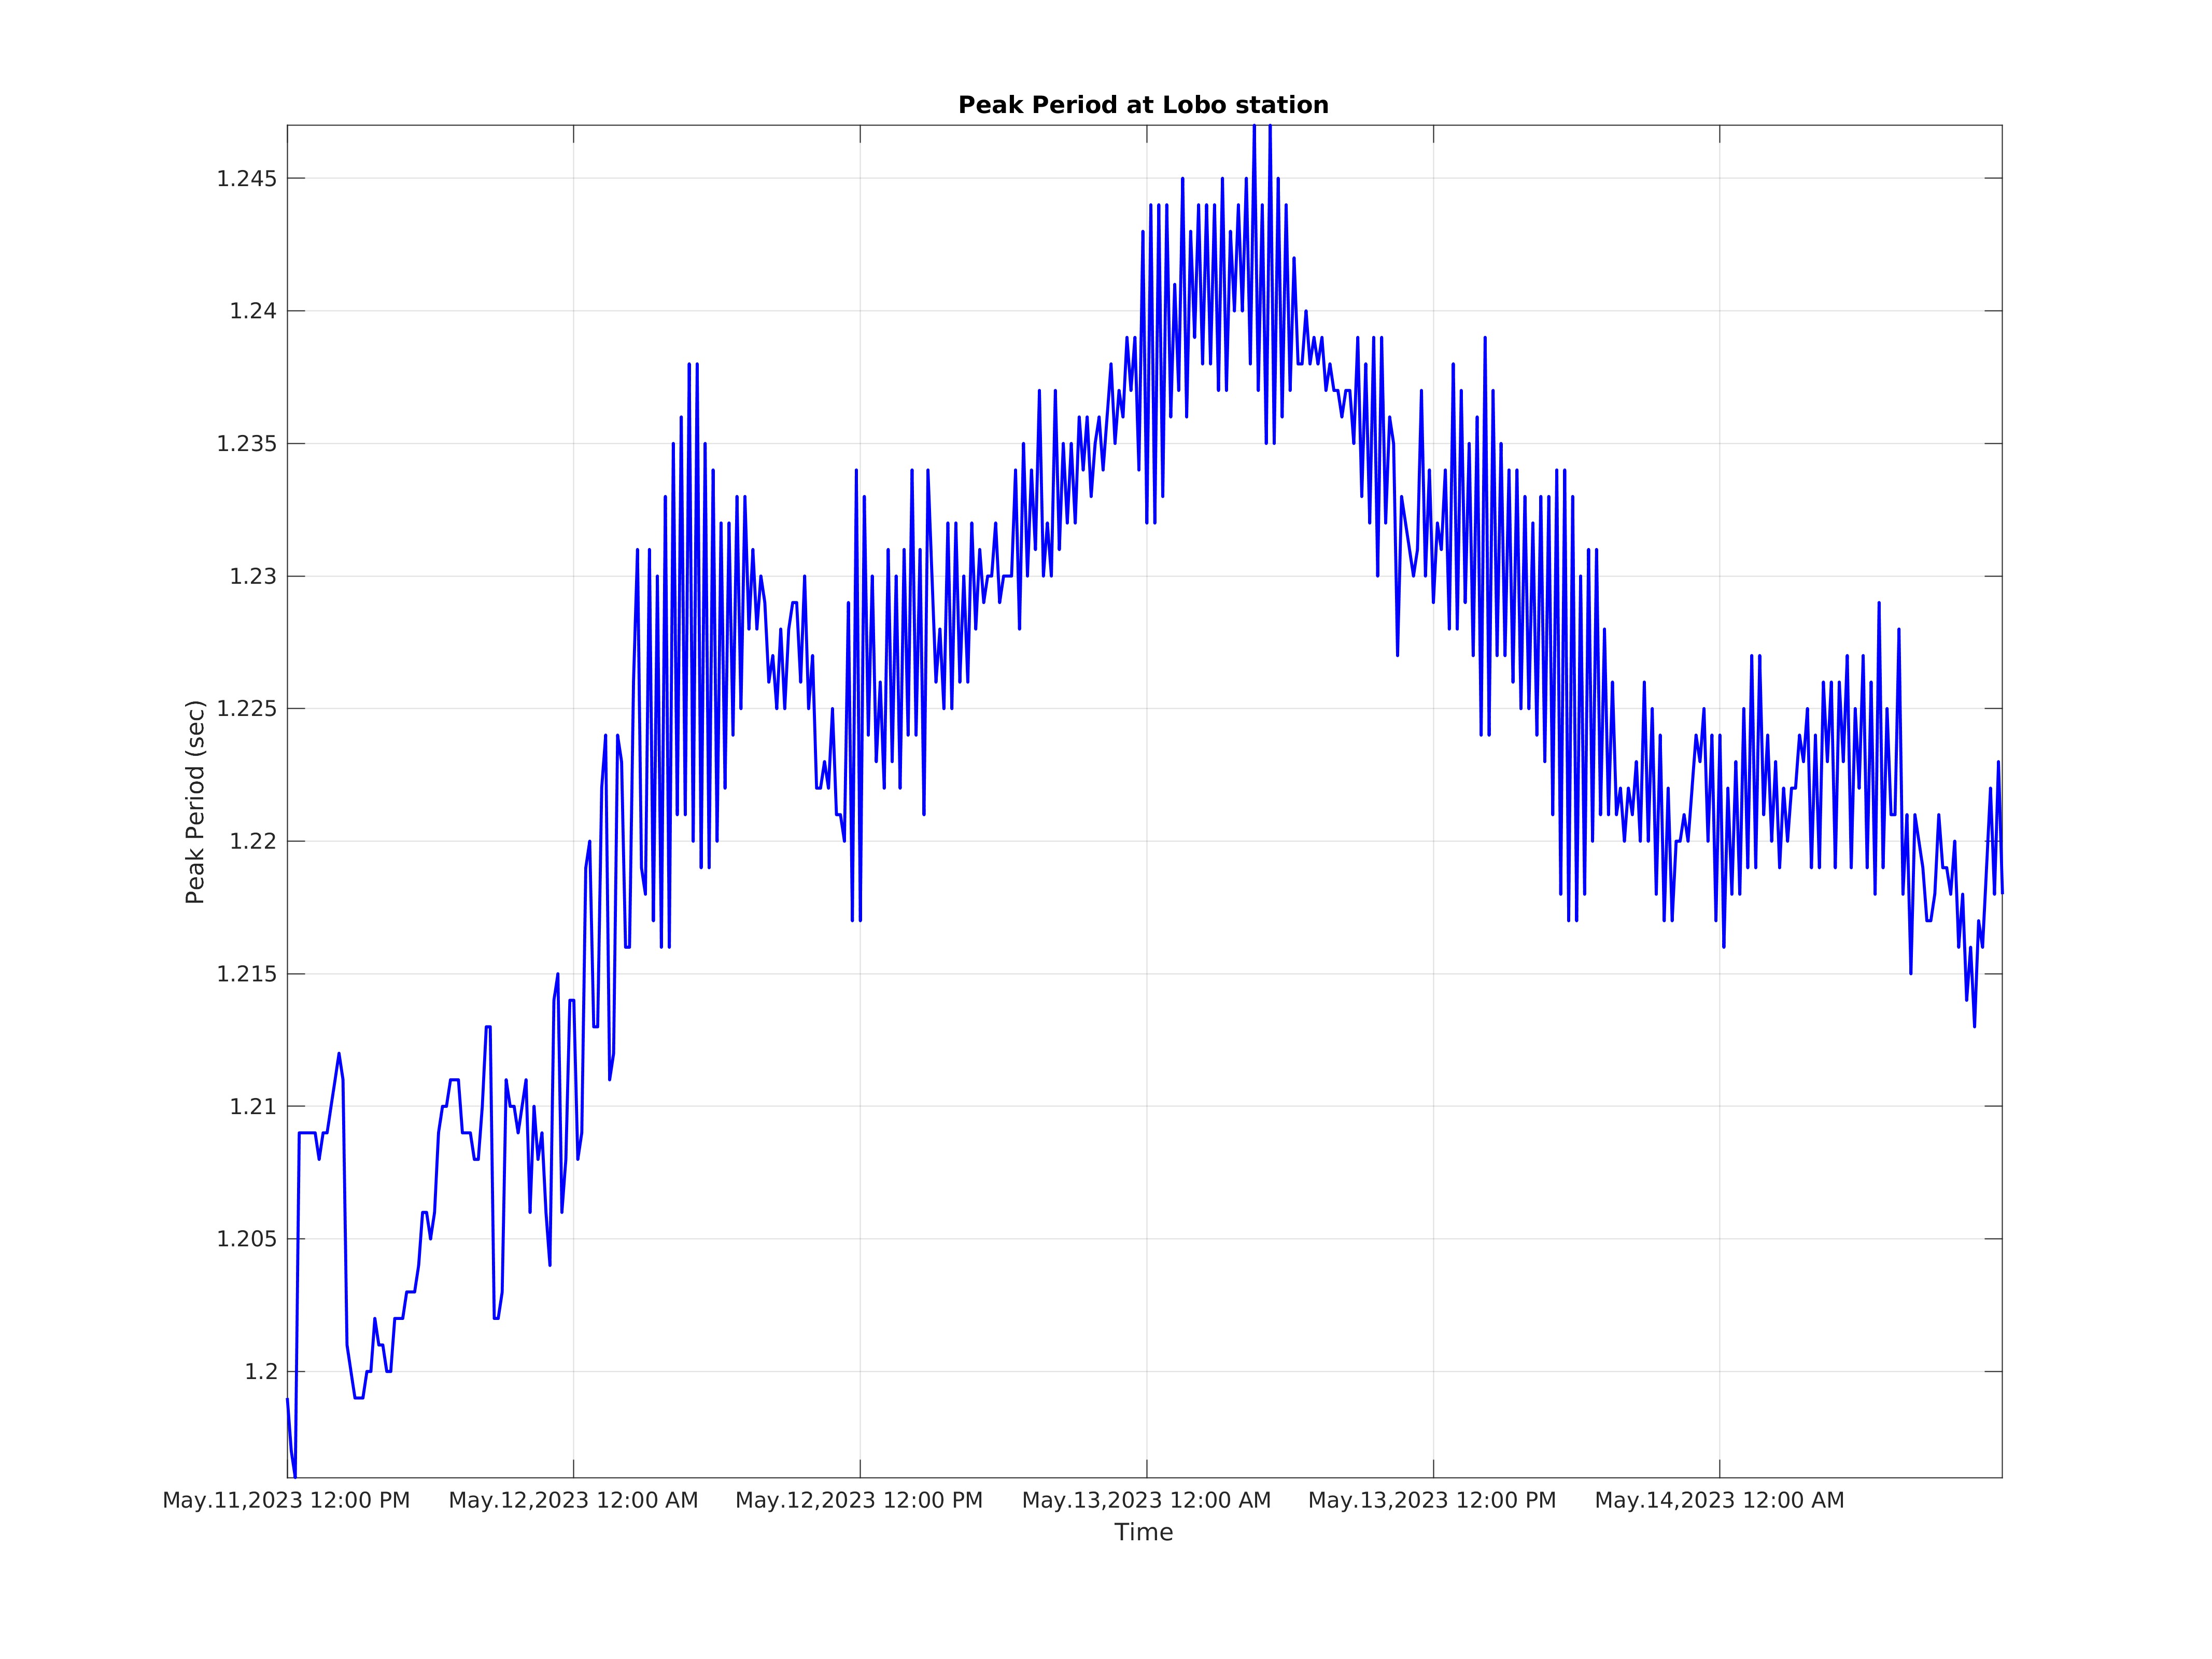 Peak Period at Lobo station
1.245
1.24
1.235
1.23
1.225
1.22
1.215
1.21
1.205
1.2
Peak Period (sec)
May.11,2023 12:00 PM
May.12,2023 12:00 AM
May.12,2023 12:00 PM
May.13,2023 12:00 AM
May.13,2023 12:00 PM
May.14,2023 12:00 AM
Time